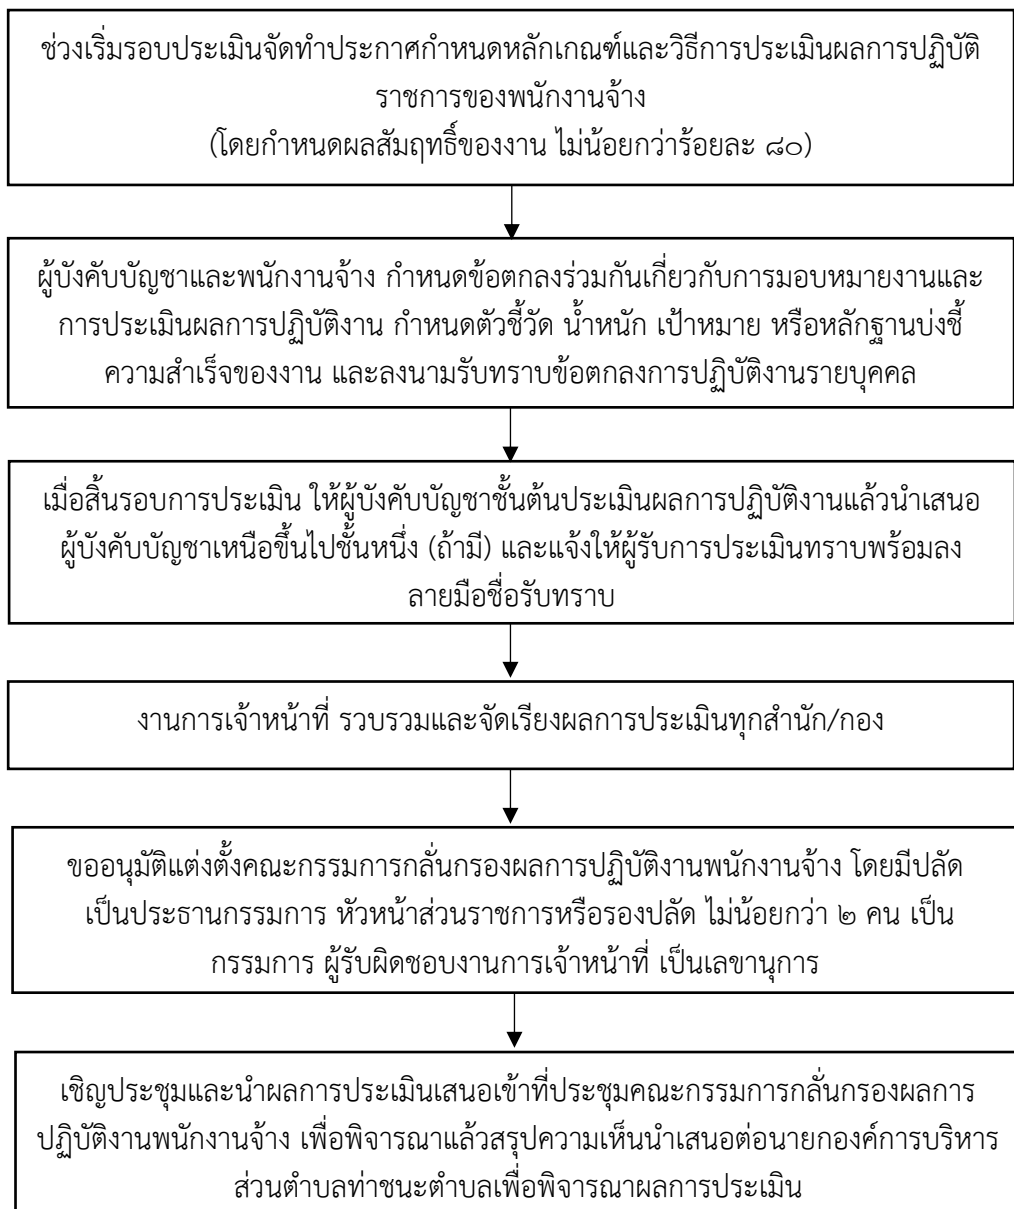 ช่วงเริ่มรอบประเมินจัดทำประกาศกำหนดหลักเกณฑ์และวิธีการประเมินผลการปฏิบัติ
ราชการของพนักงานจ้าง
(โดยกำหนดผลสัมฤทธิ์ของงาน ไม่น้อยกว่าร้อยละ ๘๐)
ผู้บังคับบัญชาและพนักงานจ้าง กำหนดข้อตกลงร่วมกันเกี่ยวกับการมอบหมายงานและ
การประเมินผลการปฏิบัติงาน กำหนดตัวชี้วัด น้ำหนัก เป้าหมาย หรือหลักฐานบ่งชี้
ความสำเร็จของงาน และลงนามรับทราบข้อตกลงการปฏิบัติงานรายบุคคล
เมื่อสิ้นรอบการประเมิน ให้ผู้บังคับบัญชาชั้นต้นประเมินผลการปฏิบัติงานแล้วนำเสนอ
ผู้บังคับบัญชาเหนือขึ้นไปชั้นหนึ่ง (ถ้ามี) และแจ้งให้ผู้รับการประเมินทราบพร้อมลง
ลายมือชื่อรับทราบ
งานการเจ้าหน้าที่ รวบรวมและจัดเรียงผลการประเมินทุกสำนัก/กอง
ขออนุมัติแต่งตั้งคณะกรรมการกลั่นกรองผลการปฏิบัติงานพนักงานจ้าง โดยมีปลัด
เป็นประธานกรรมการ หัวหน้าส่วนราชการหรือรองปลัด ไม่น้อยกว่า ๒ คน เป็น
กรรมการ ผู้รับผิดชอบงานการเจ้าหน้าที่ เป็นเลขานุการ
เชิญประชุมและนำผลการประเมินเสนอเข้าที่ประชุมคณะกรรมการกลั่นกรองผลการ
ปฏิบัติงานพนักงานจ้าง เพื่อพิจารณาแล้วสรุปความเห็นนำเสนอต่อนายกองค์การบริหาร
ส่วนตำบลท่าชนะตำบลเพื่อพิจารณาผลการประเมิน